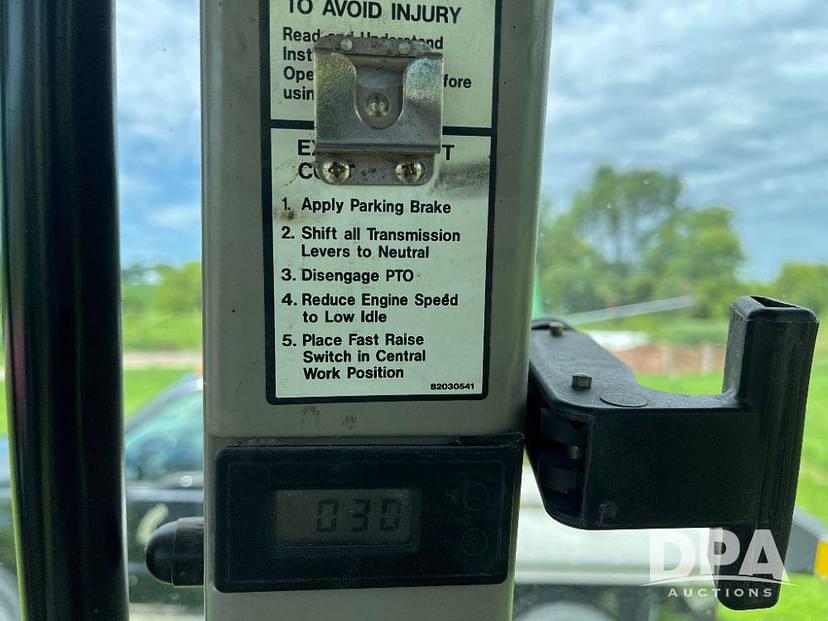 TO AVOID INJURY
Read and Understand
Inst
Ope fore
usin
E T
C T
1. Apply Parking Brake
2. Shift all Transmission
Levers to Neutral
3. Disengage PTO
4. Reduce Engine Speed
to Low Idle
5. Place Fast Raise
Switch in Central
Work Position
82030541
030
DPA
AUCTIONS